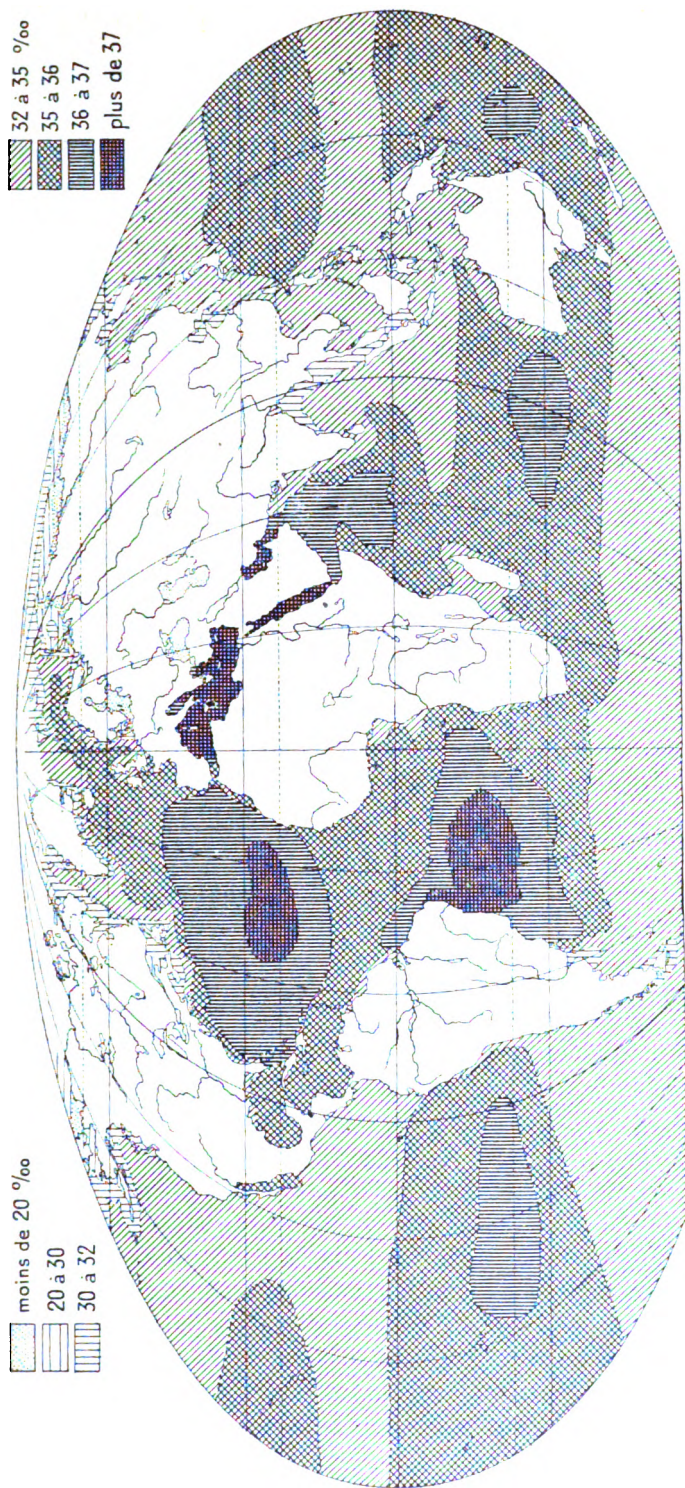 moins de 20 ‰
20 à 30
30 à 32
32 à 35 ‰
35 à 36
36 à 37
plus de 37